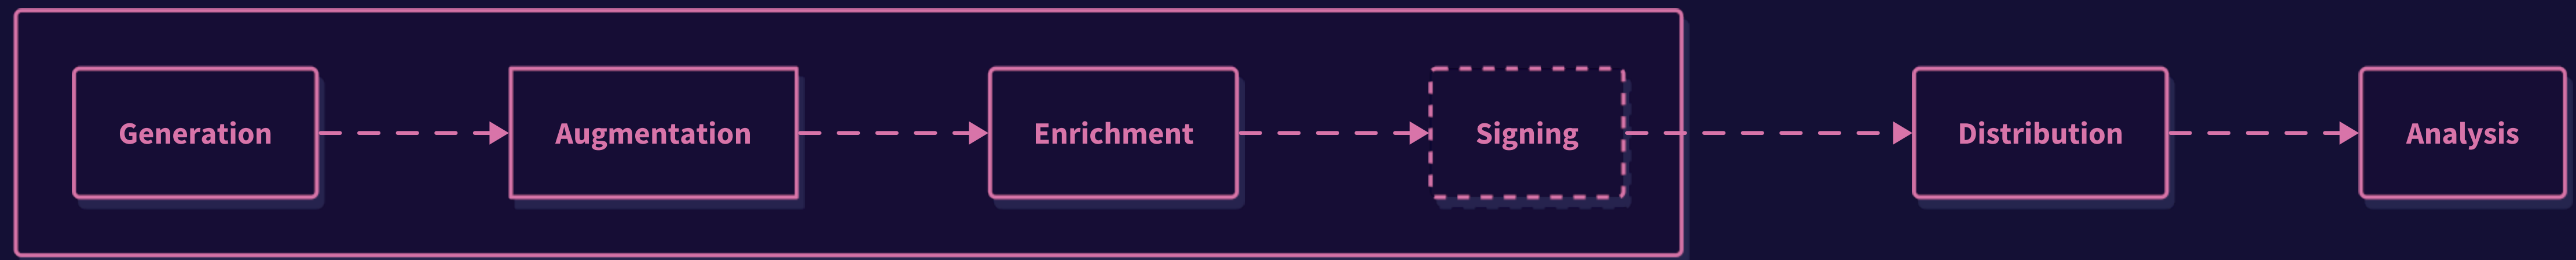 Generation
Augmentation
Enrichment
Signing
Distribution
Analysis